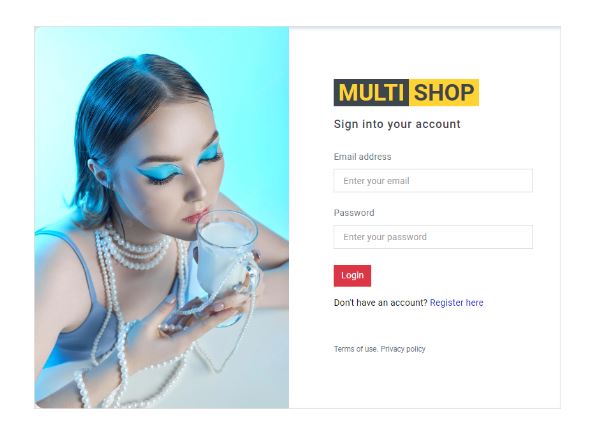 MULTI SHOP
Sign into your account
Email address
Enter your email
Password
Enter your password
Login
Don't have an account? Register here
Terms of use. Privacy policy